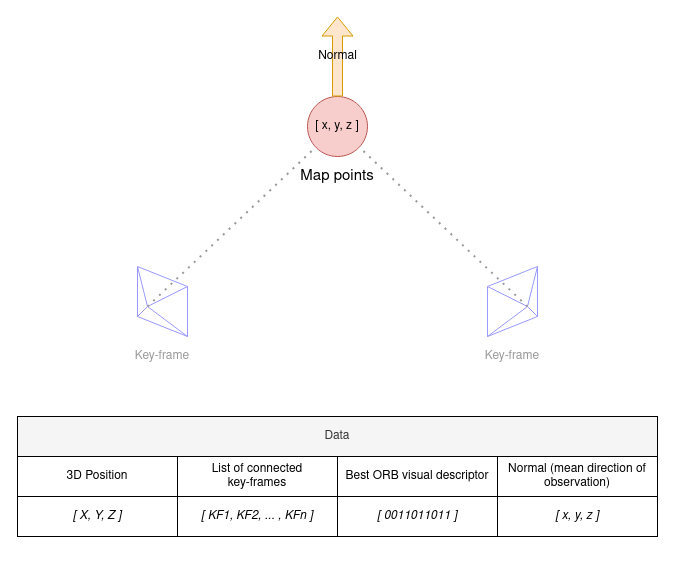 Normal
[ x, y, z ]
Map points
Key-frame
Key-frame
Data
3D Position
List of connected
key-frames
Best ORB visual descriptor
Normal (mean direction of
observation)
[ X, Y, Z ]
[ KF1, KF2, ... , KFn ]
[ 0011011011 ]
[ x, y, z ]